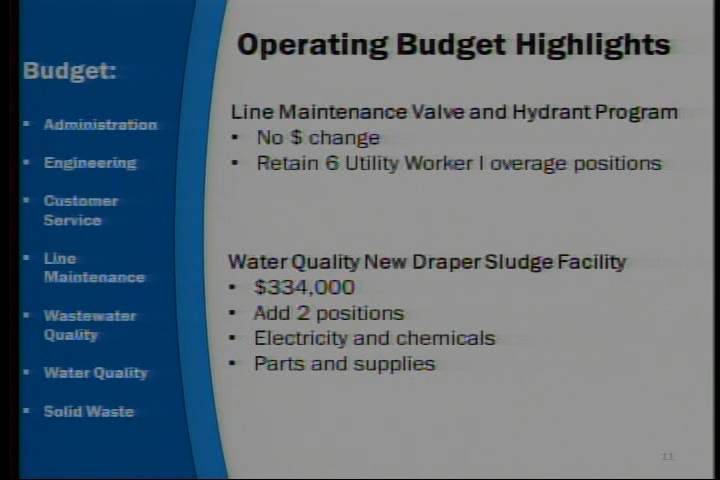 Operating Budget Highlights
Budget:
▪ Administration
▪ Engineering
▪ Customer
Service
▪ Line
Maintenance
▪ Wastewater
Quality
▪ Water Quality
▪ Solid Waste
Line Maintenance Valve and Hydrant Program
▪ No $ change
▪ Retain 6 Utility Worker I overage positions
Water Quality New Draper Sludge Facility
▪ $334,000
▪ Add 2 positions
▪ Electricity and chemicals
▪ Parts and supplies
11